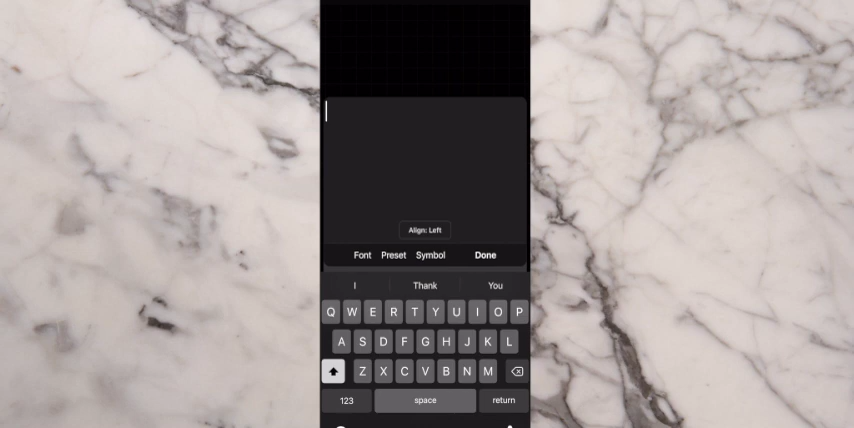 Align: Left
Font Preset Symbol Done
I Thank You
Q W E R T Y U I O P
A S D F G H J K L
Z X C V B N M
123 space return